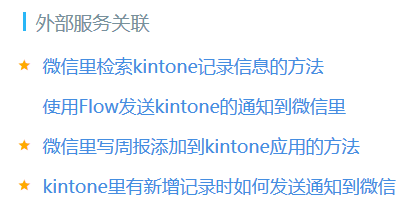 外部服务关联
微信里检索kintone记录信息的方法
使用Flow发送kintone的通知到微信里
微信里写周报添加到kintone应用的方法
kintone里有新增记录时如何发送通知到微信